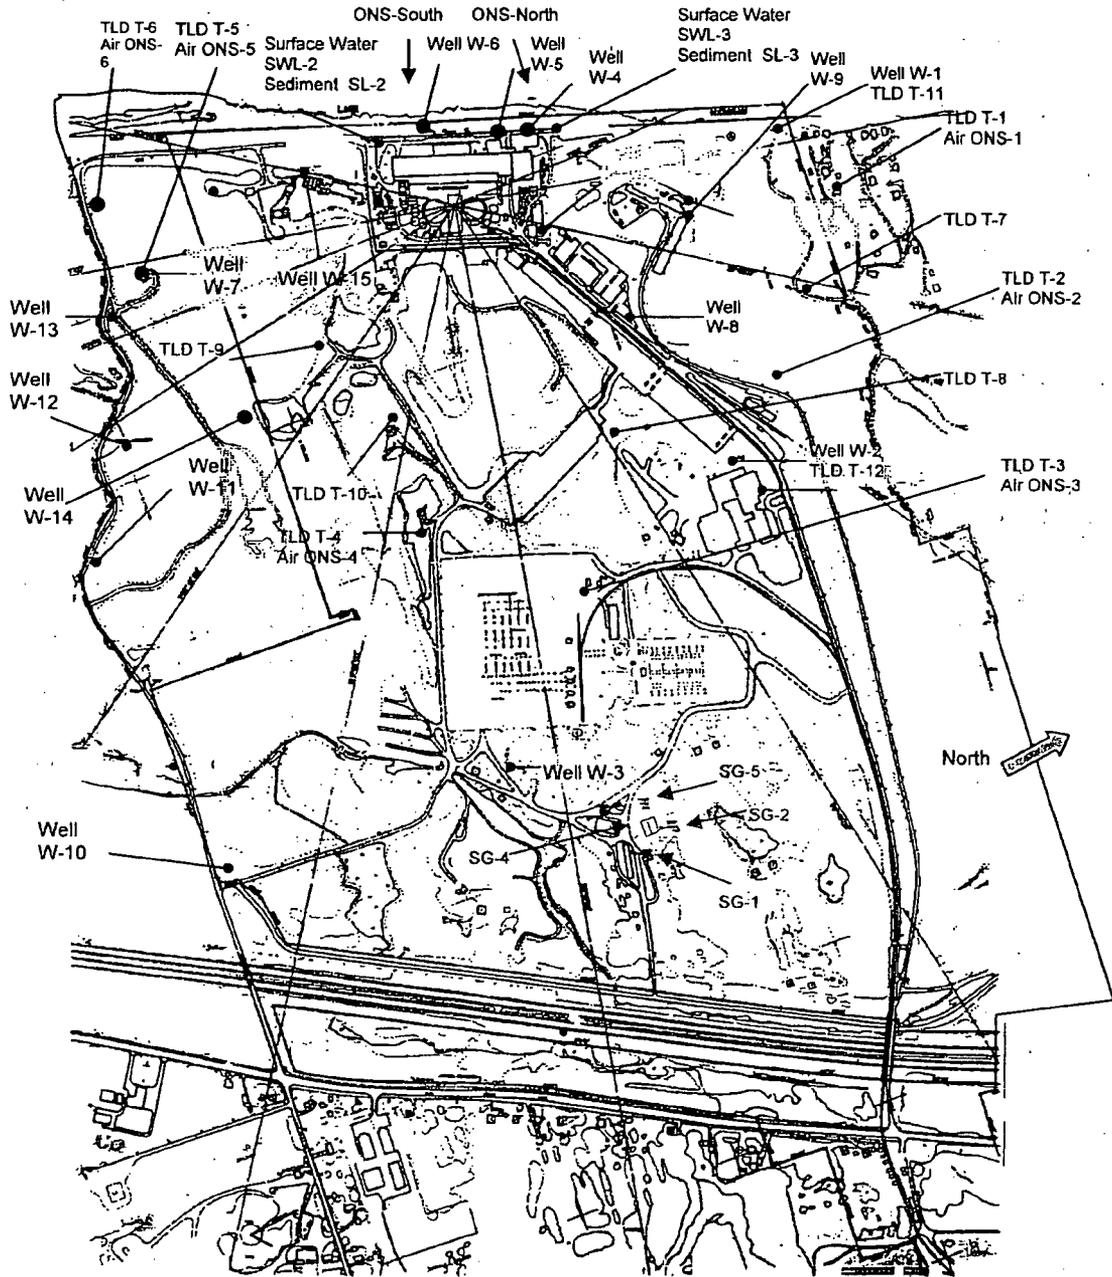 ONS-South
ONS-North
TLD T-6
Air ONS-
6
TLD T-5
Air ONS-5
Surface Water
SWL-2
Sediment SL-2
Well W-6
Well
W-5
Well
W-4
Surface Water
SWL-3
Sediment SL-3
Well
W-9
Well W-1
TLD T-11
TLD T-1
Air ONS-1
TLD T-7
TLD T-2
Air ONS-2
Well
W-7
Well W-15
Well
W-13
Well
W-8
TLD T-9
TLD T-8
Well
W-12
Well W-2
TLD T-12
TLD T-3
Air ONS-3
Well
W-11
TLD T-10
Well
W-14
TLD T-4
Air ONS-4
North
Well W-3
SG-5
SG-2
SG-4
SG-1
Well
W-10